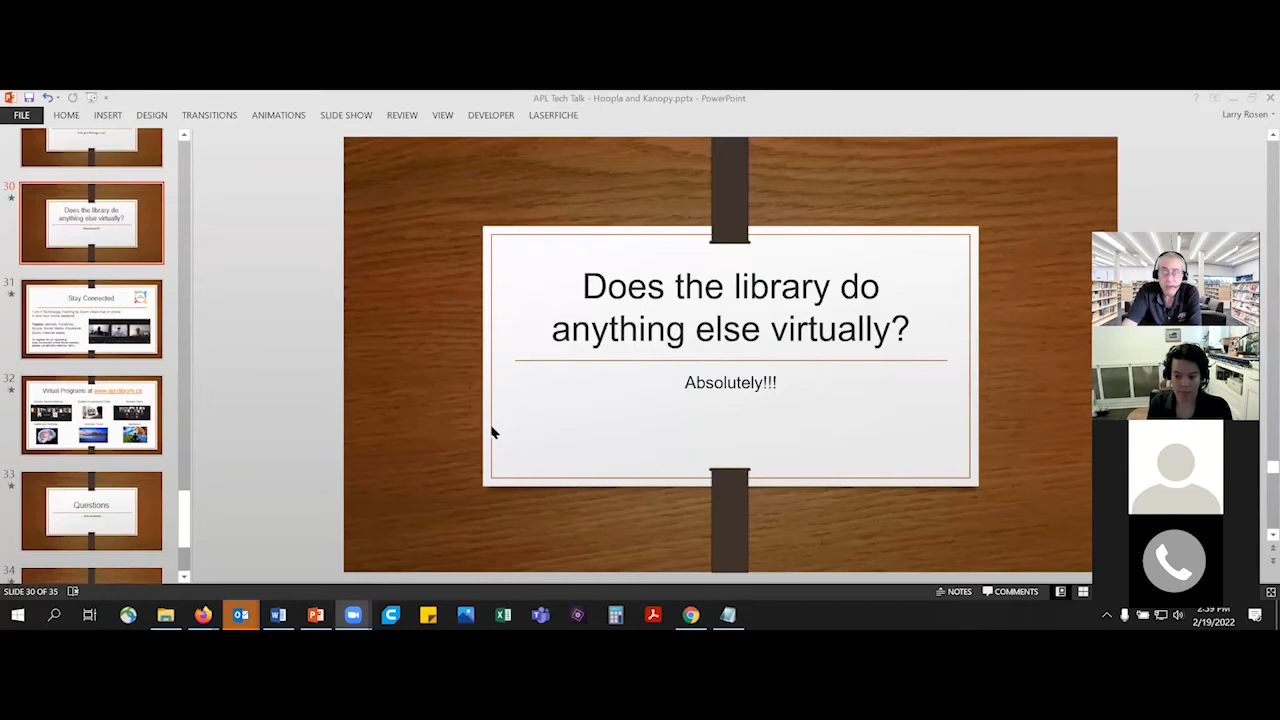 APL Tech Talk - Hoopla and Kanopy.pptx - PowerPoint
FILE HOME INSERT DESIGN TRANSITIONS ANIMATIONS SLIDE SHOW REVIEW VIEW DEVELOPER LASERFICHE
Larry Rosen
30
Does the library do
anything else virtually?
31
Stay Connected
32
Virtual Programs at
33
Questions
34
Does the library do
anything else virtually?
Absolutely!!!
SLIDE 30 OF 35
NOTES COMMENTS
2:59 PM
2/19/2022